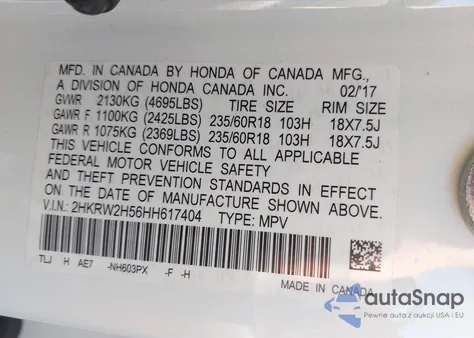 MFD. IN CANADA BY HONDA OF CANADA MFG.,
A DIVISION OF HONDA CANADA INC. 02/'17
GVWR 2130KG (4695LBS) TIRE SIZE RIM SIZE
GAWR F 1100KG (2425LBS) 235/60R18 103H 18X7.5J
GAWR R 1075KG (2369LBS) 235/60R18 103H 18X7.5J
THIS VEHICLE CONFORMS TO ALL APPLICABLE
FEDERAL MOTOR VEHICLE SAFETY
AND THEFT PREVENTION STANDARDS IN EFFECT
ON THE DATE OF MANUFACTURE SHOWN ABOVE.
V.I.N.: 2HKRW2H56HH617404 TYPE: MPV
TLJ H AE7 -NH603PX -F -H
MADE IN CANADA
autoSnap
Pewne auta z aukcji USA i EU